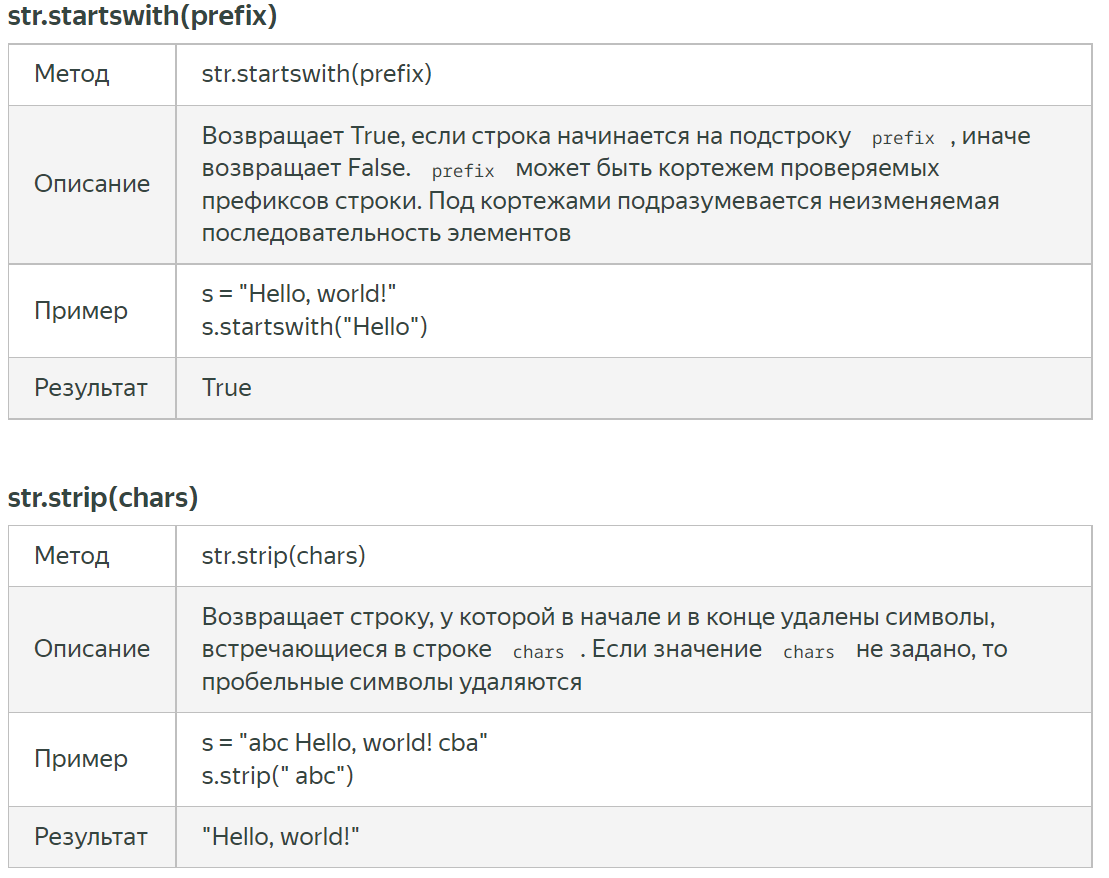 str.startswith(prefix)
Метод
str.startswith(prefix)
Описание
Возвращает True, если строка начинается на подстроку prefix , иначе
возвращает False. prefix может быть кортежем проверяемых
префиксов строки. Под кортежами подразумевается неизменяемая
последовательность элементов
Пример
s = "Hello, world!"
s.startswith("Hello")
Результат
True
str.strip(chars)
Метод
str.strip(chars)
Описание
Возвращает строку, у которой в начале и в конце удалены символы,
встречающиеся в строке chars . Если значение chars не задано, то
пробельные символы удаляются
Пример
s = "abc Hello, world! cba"
s.strip(" abc")
Результат
"Hello, world!"